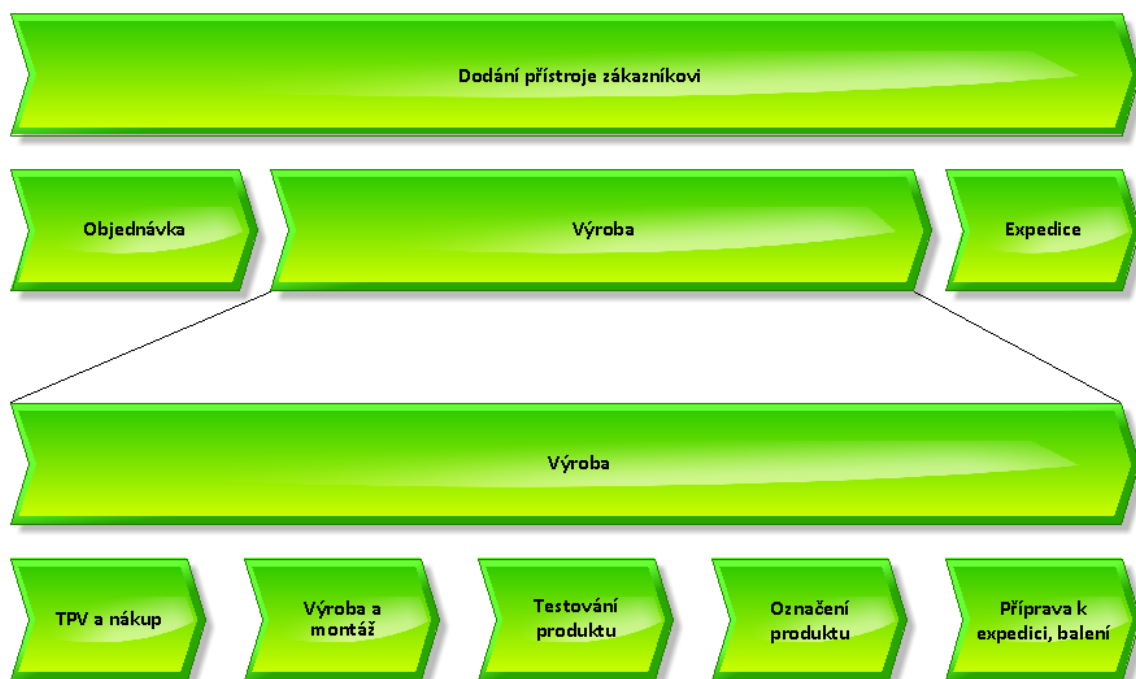 Dodání přístroje zákazníkovi
Objednávka
Výroba
Expedice
Výroba
TPV a nákup
Výroba a
montáž
Testování
produktu
Označení
produktu
Příprava k
expedici, balení